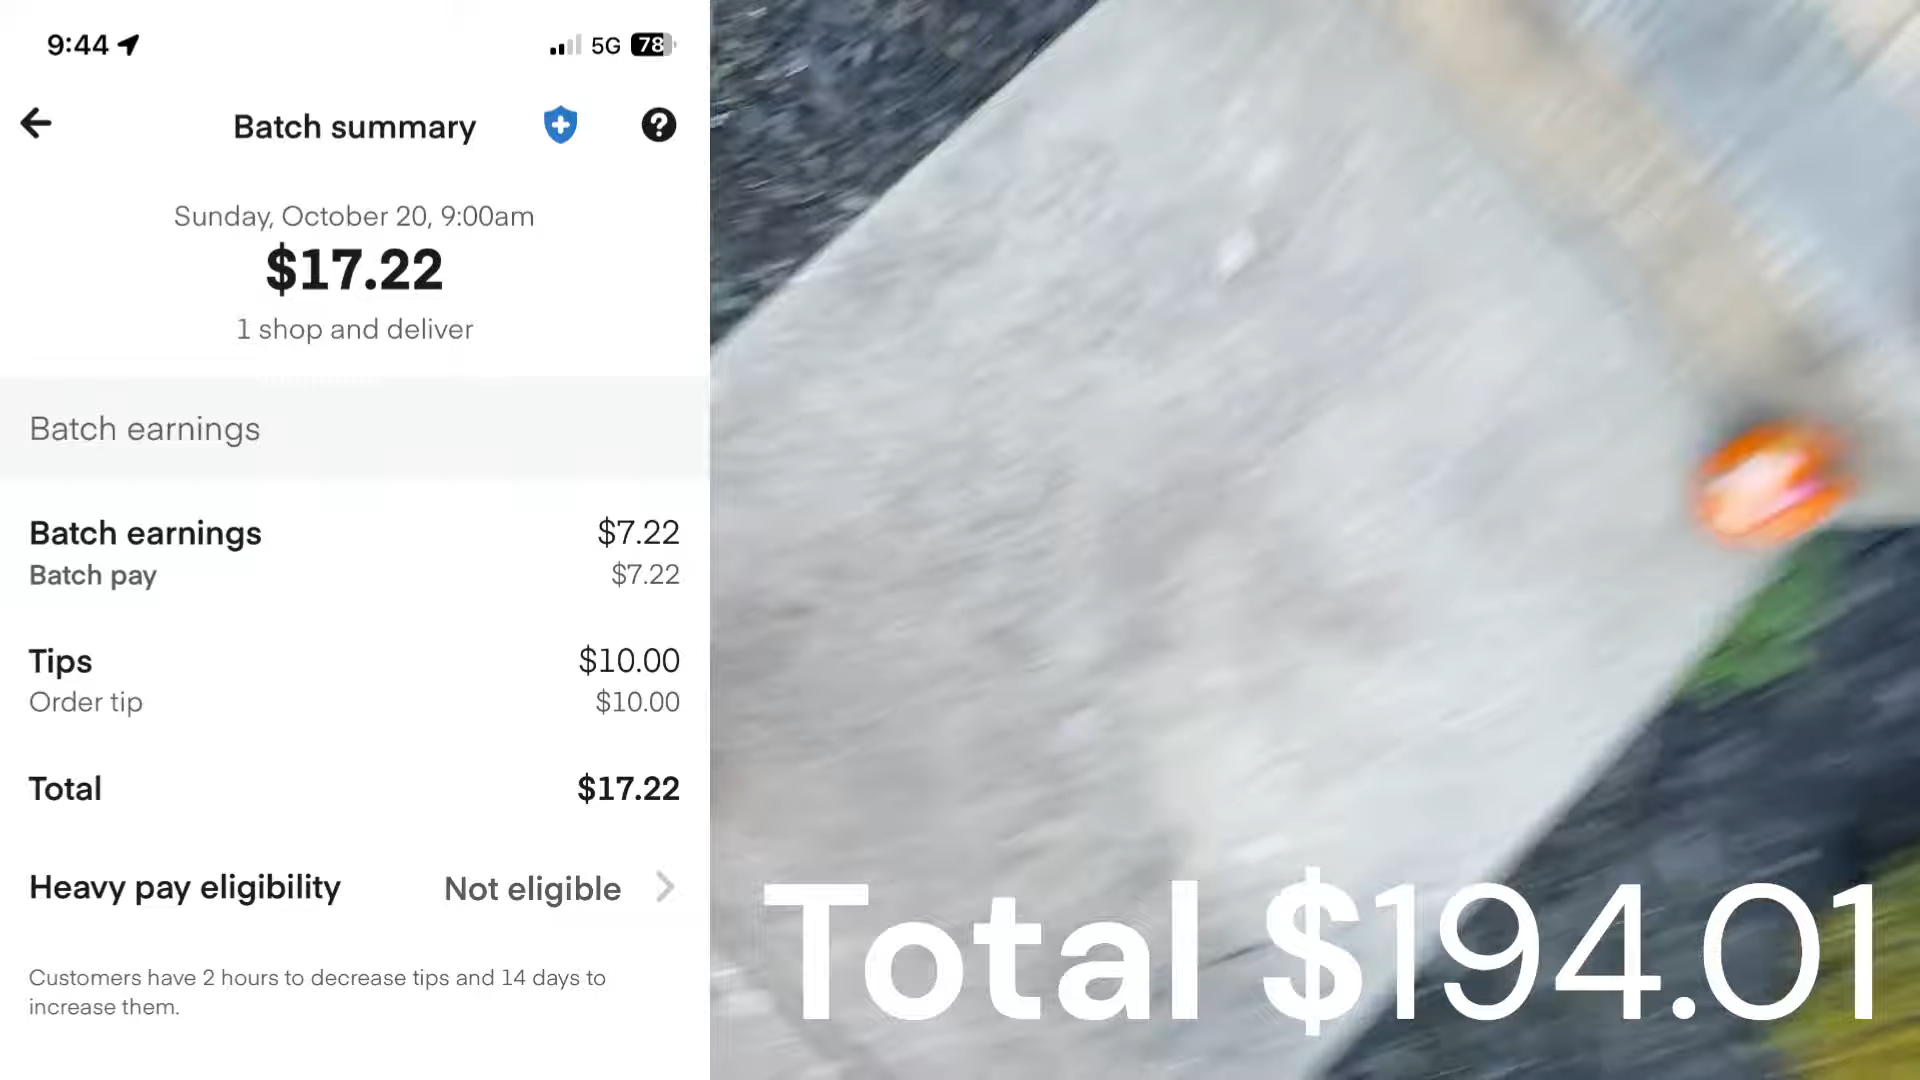 9:44
5G 78
Batch summary
Sunday, October 20, 9:00am
$17.22
1 shop and deliver
Batch earnings
Batch earnings $7.22
Batch pay $7.22
Tips $10.00
Order tip $10.00
Total $17.22
Heavy pay eligibility Not eligible
Customers have 2 hours to decrease tips and 14 days to
increase them.
Total $194.01